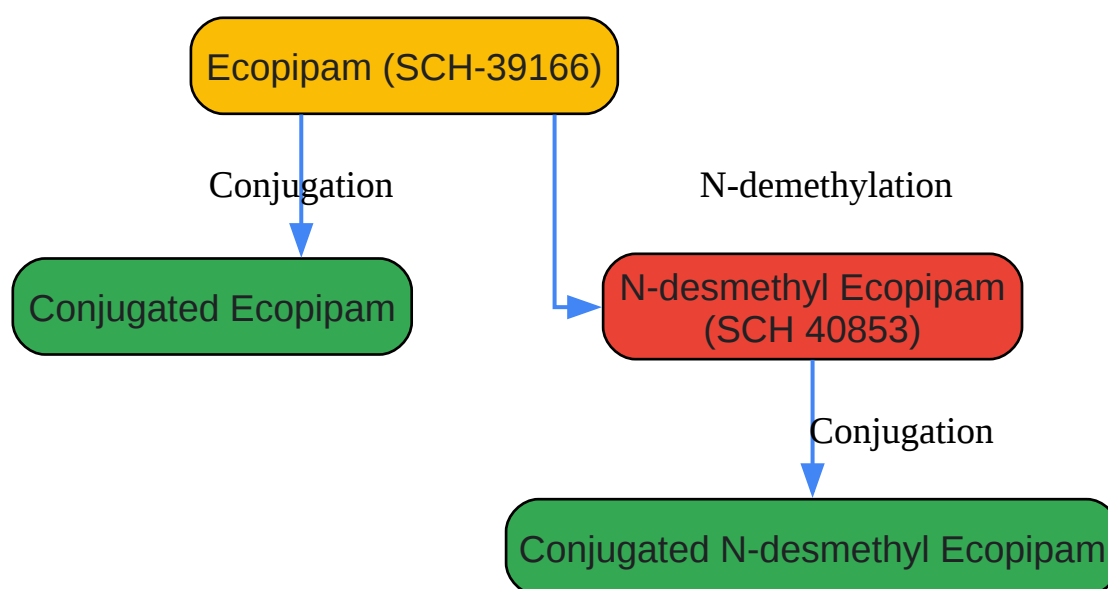 Ecopipam (SCH-39166)
Conjugation
N-demethylation
Conjugated Ecopipam
N-desmethyl Ecopipam
(SCH 40853)
Conjugation
Conjugated N-desmethyl Ecopipam